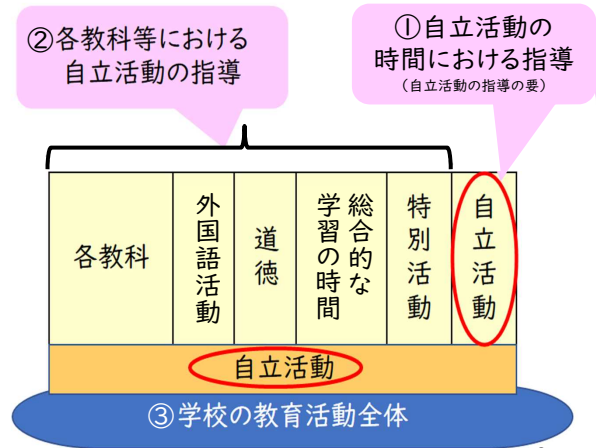 ②各教科等における
自立活動の指導
①自立活動の
時間における指導
(自立活動の指導の要)
各教科
外国語活動
道徳
総合的な
学習の時間
特別活動
自立活動
自立活動
③学校の教育活動全体